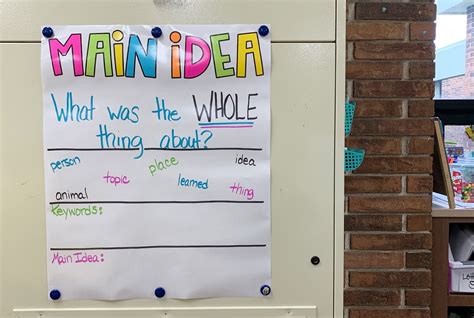 MAiN iDEA
What was the WHOLE
thing about?
person place idea
topic learned thing
animal
Keywords:
Main Idea: